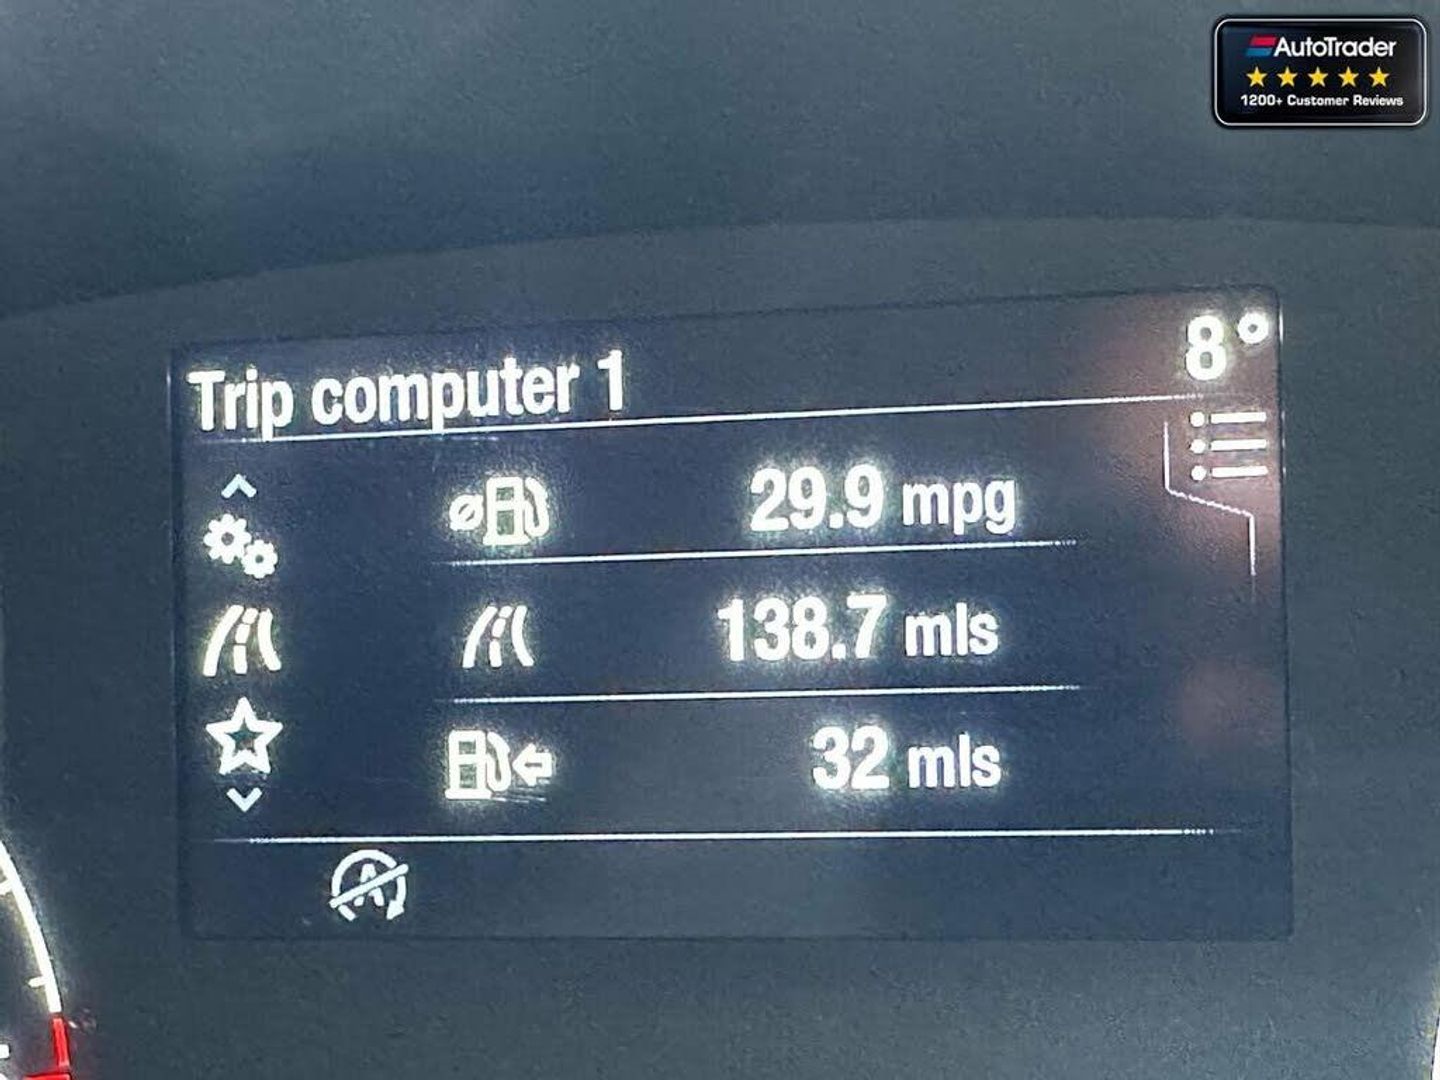 AutoTrader
1200+ Customer Reviews
8°
Trip computer 1
29.9 mpg
138.7 mls
32 mls